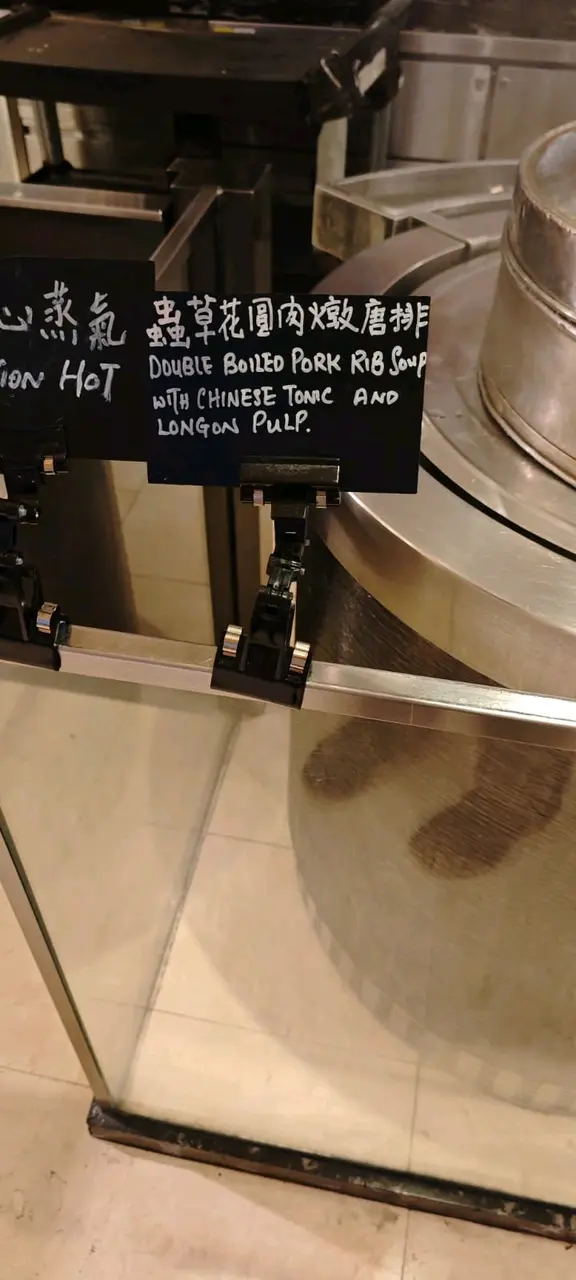 心蒸氣
ION HOT
蟲草花圓肉燉唐排
DOUBLE BOILED PORK RIB SOUP
WITH CHINESE TONIC AND
LONGON PULP.